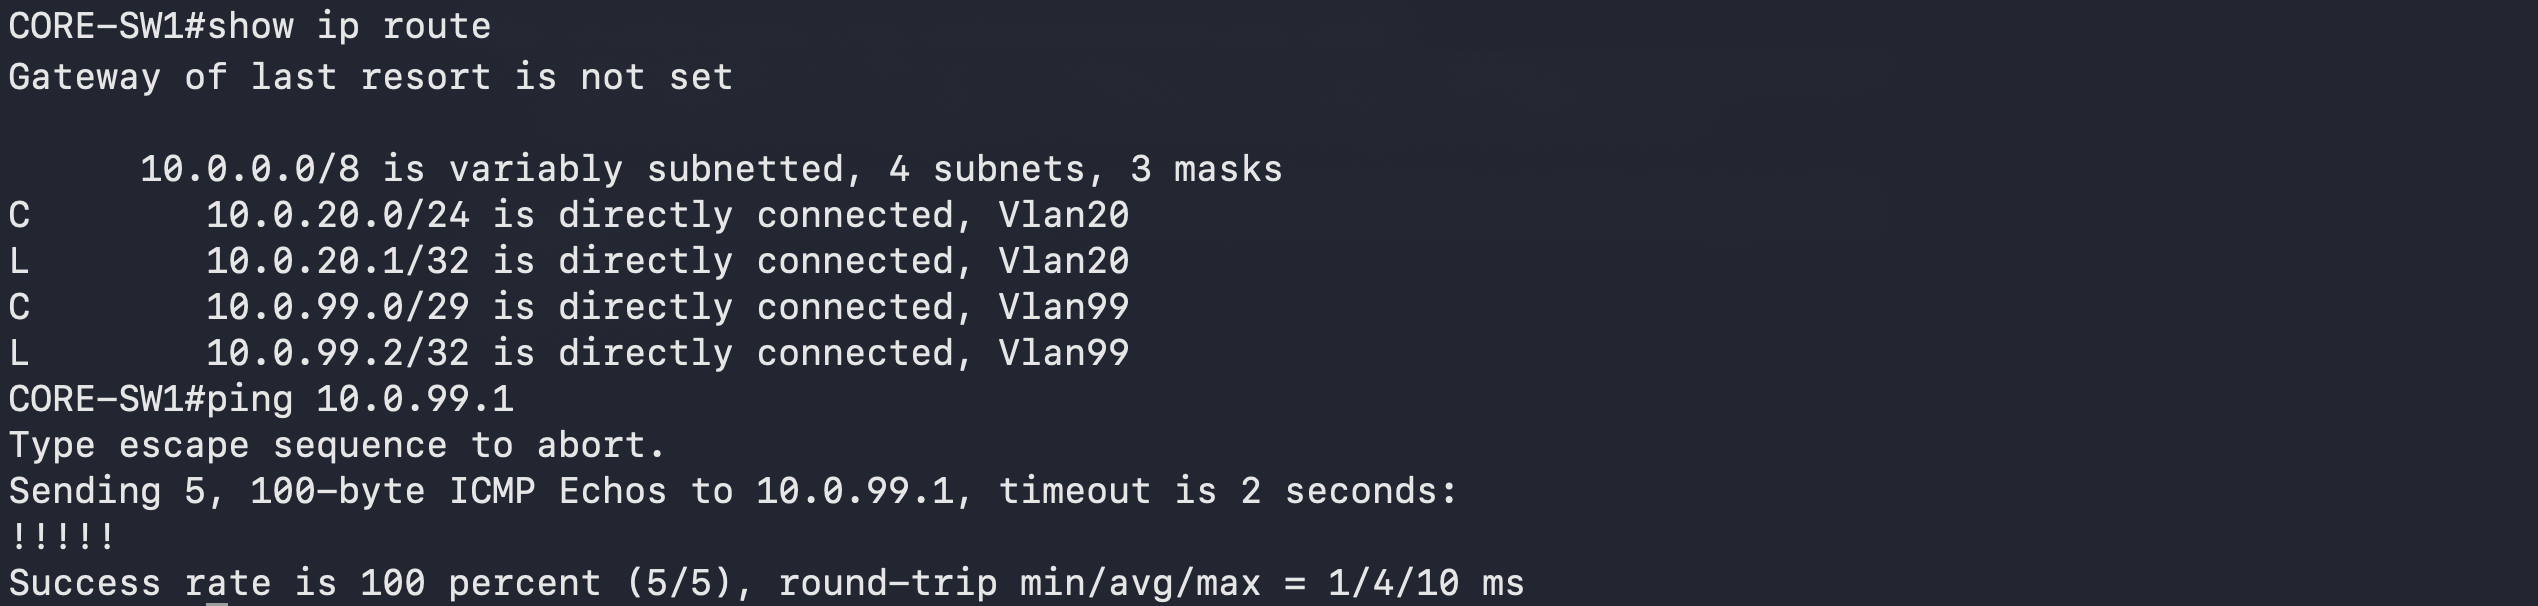 CORE-SW1#show ip route
Gateway of last resort is not set

      10.0.0.0/8 is variably subnetted, 4 subnets, 3 masks
C        10.0.20.0/24 is directly connected, Vlan20
L        10.0.20.1/32 is directly connected, Vlan20
C        10.0.99.0/29 is directly connected, Vlan99
L        10.0.99.2/32 is directly connected, Vlan99
CORE-SW1#ping 10.0.99.1
Type escape sequence to abort.
Sending 5, 100-byte ICMP Echos to 10.0.99.1, timeout is 2 seconds:
!!!!!
Success rate is 100 percent (5/5), round-trip min/avg/max = 1/4/10 ms